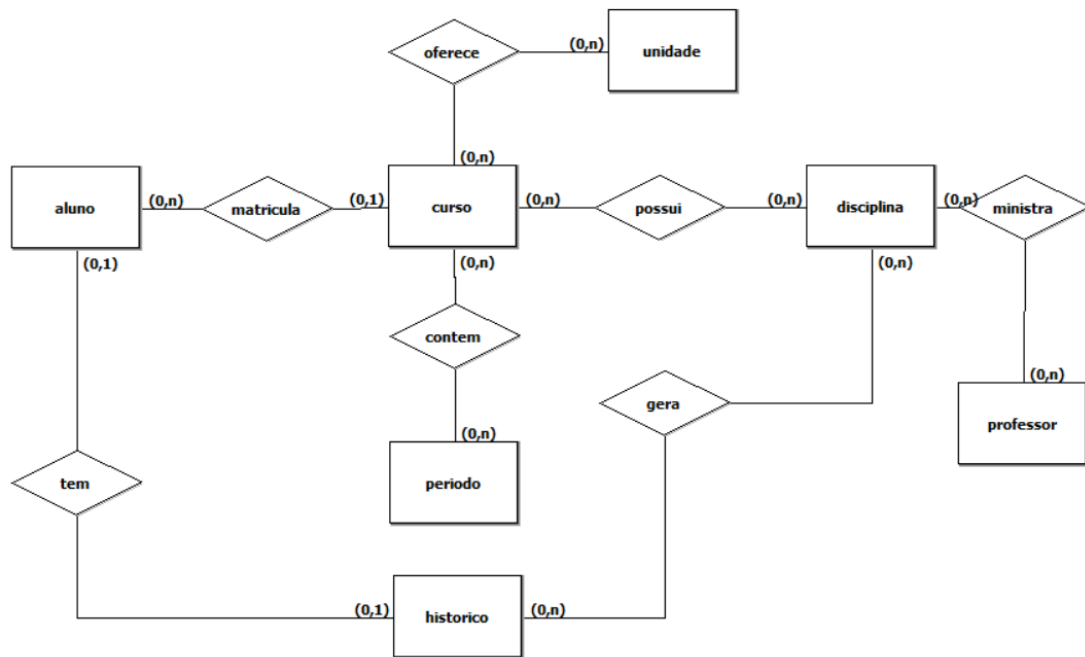 oferece
(0,n)
unidade
(0,n)
aluno
(0,n)
matricula
(0,1)
curso
(0,n)
possui
(0,n)
disciplina
(0,n)
ministra
(0,1)
(0,n)
(0,n)
contem
(0,n)
gera
(0,n)
professor
(0,n)
periodo
tem
(0,1)
historico
(0,n)